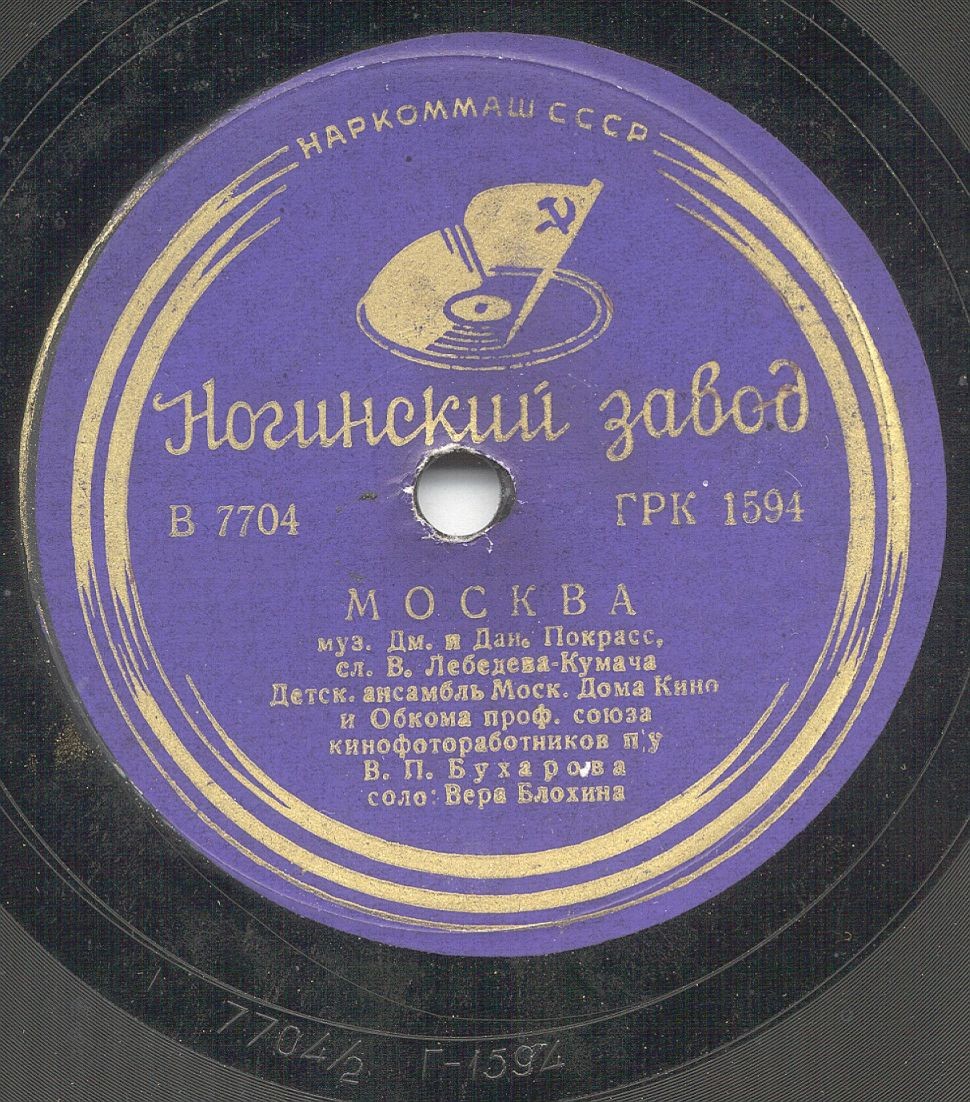 НАРКОММАШ СССР
Ногинский завод
В 7704 ГРК 1594
МОСКВА
муз. Дм. и Дан. Покрасс,
сл. В. Лебедева-Кумача
Детск. ансамбль Моск. Дома Кино
и Обкома проф. союза
кинофотоработников п/у
В. П. Бухарова
соло: Вера Блохина
7704/2 Г-1594